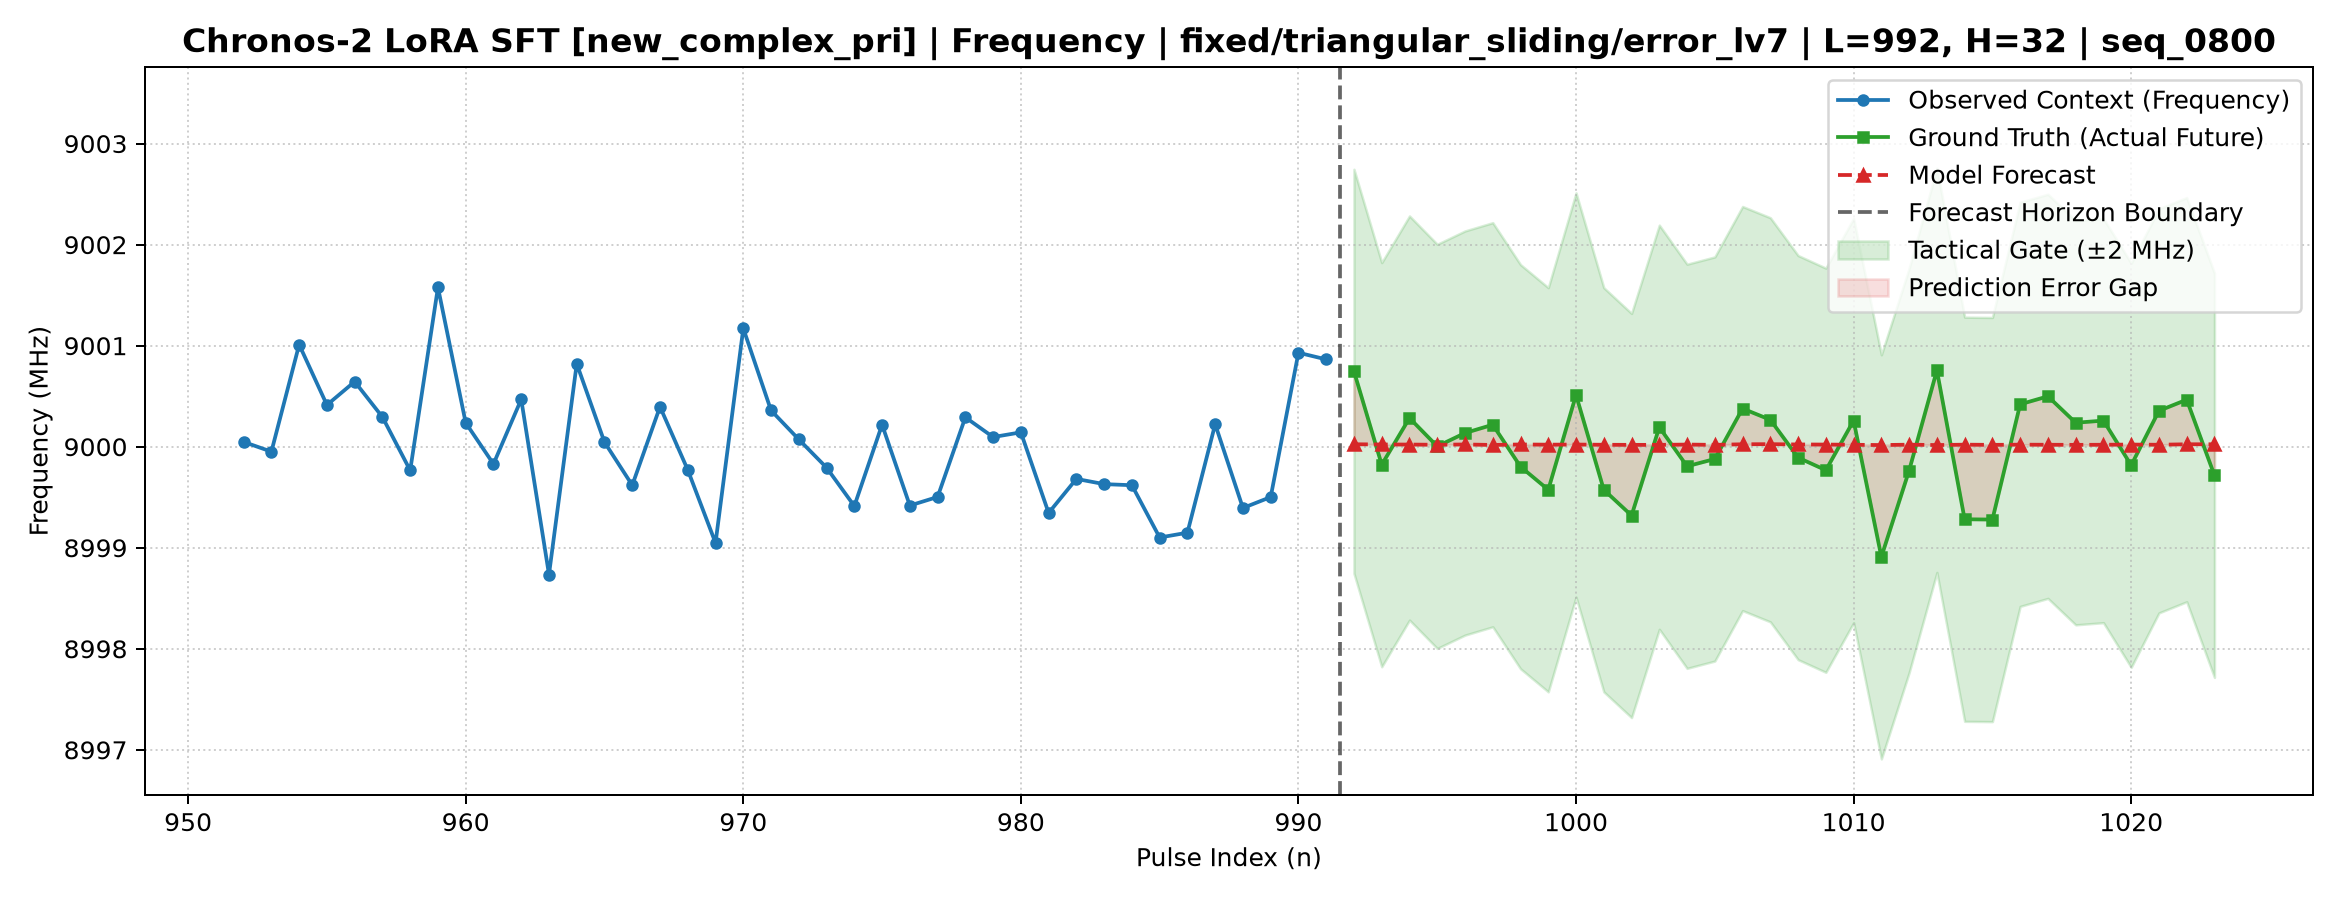 Chronos-2 LoRA SFT [new_complex_pri] | Frequency | fixed/triangular_sliding/error_lv7 | L=992, H=32 | seq_0800
Observed Context (Frequency)
Ground Truth (Actual Future)
Model Forecast
Forecast Horizon Boundary
Tactical Gate (±2 MHz)
Prediction Error Gap
Frequency (MHz)
9003
9002
9001
9000
8999
8998
8997
950 960 970 980 990 1000 1010 1020
Pulse Index (n)